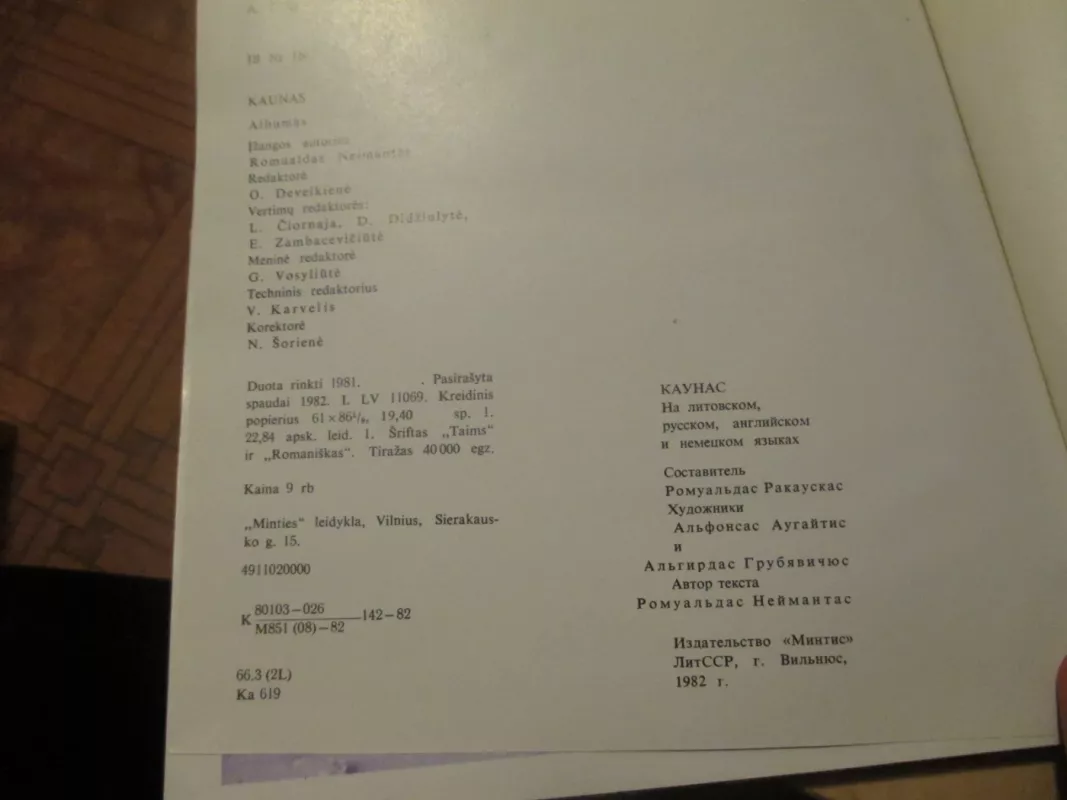 KAUNAS
Albumas
Įžangos autorius
Romualdas Neimantas
Redaktorė
O. Deveikienė
Vertimų redaktorės:
L. Čiornaja, D. Didžiulytė,
E. Zambacevičiūtė
Meninė redaktorė
G. Vosyliūtė
Techninis redaktorius
V. Karvelis
Korektorė
N. Šorienė
Duota rinkti 1981. . Pasirašyta
spaudai 1982. L LV 11069. Kreidinis
popierius 61×86¹/₈, 19,40 sp. l.
22,84 apsk. leid. l. Šriftas „Taims“
ir „Romaniškas“. Tiražas 40 000 egz.
Kaina 9 rb
„Minties“ leidykla, Vilnius, Sierakaus-
ko g. 15.
4911020000
K 80103–026
M851 (08)–82 142–82
66.3 (2L)
Ka 619
КАУНАС
На литовском,
русском, английском
и немецком языках
Составитель
Ромуальдас Ракаускас
Художники
Альфонсас Аугайтис
и
Альгирдас Грубявичюс
Автор текста
Ромуальдас Неймантас
Издательство «Минтис»
ЛитССР, г. Вильнюс,
1982 г.